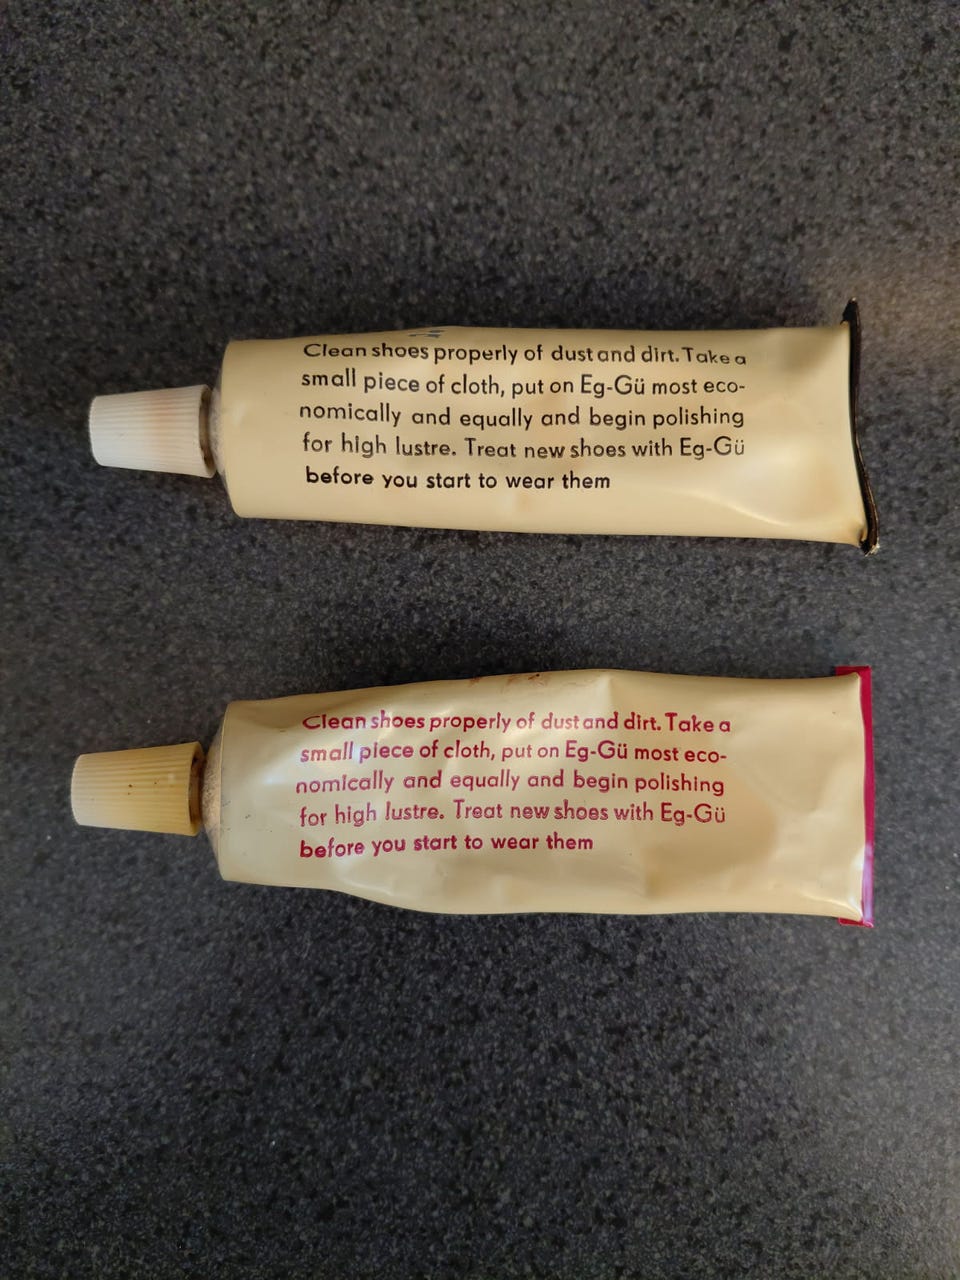 Clean shoes properly of dust and dirt. Take a
small piece of cloth, put on Eg-Gü most eco-
nomically and equally and begin polishing
for high lustre. Treat new shoes with Eg-Gü
before you start to wear them
Clean shoes properly of dust and dirt. Take a
small piece of cloth, put on Eg-Gü most eco-
nomically and equally and begin polishing
for high lustre. Treat new shoes with Eg-Gü
before you start to wear them